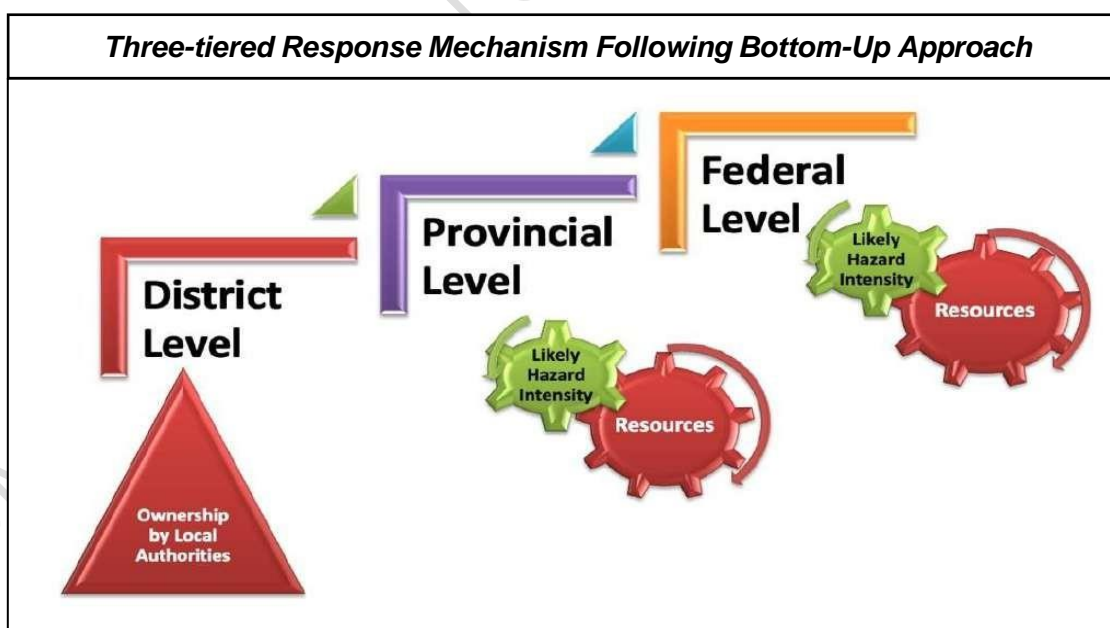 Three-tiered Response Mechanism Following Bottom-Up Approach
Federal
Level
Likely
Hazard
Intensity
Resources
Provincial
Level
Likely
Hazard
Intensity
Resources
District
Level
Ownership
by Local
Authorities